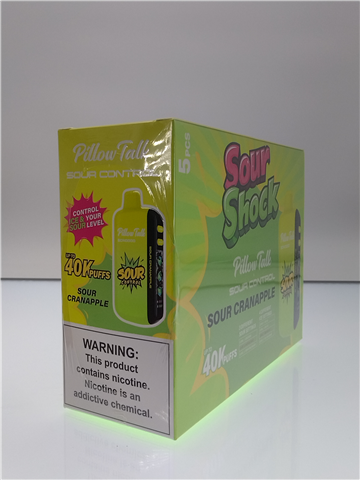 Pillow Talk
SOUR CONTROL
CONTROL
ICE & YOUR
SOUR LEVEL
UP TO
40K PUFFS
SOUR
CRANAPPLE
Pillow Talk
SOUR
CONTROL
WARNING:
This product
contains nicotine.
Nicotine is an
addictive chemical.
5 PCS
Sour
Shock
Pillow Talk
SOUR CONTROL
SOUR CRANAPPLE
40K PUFFS